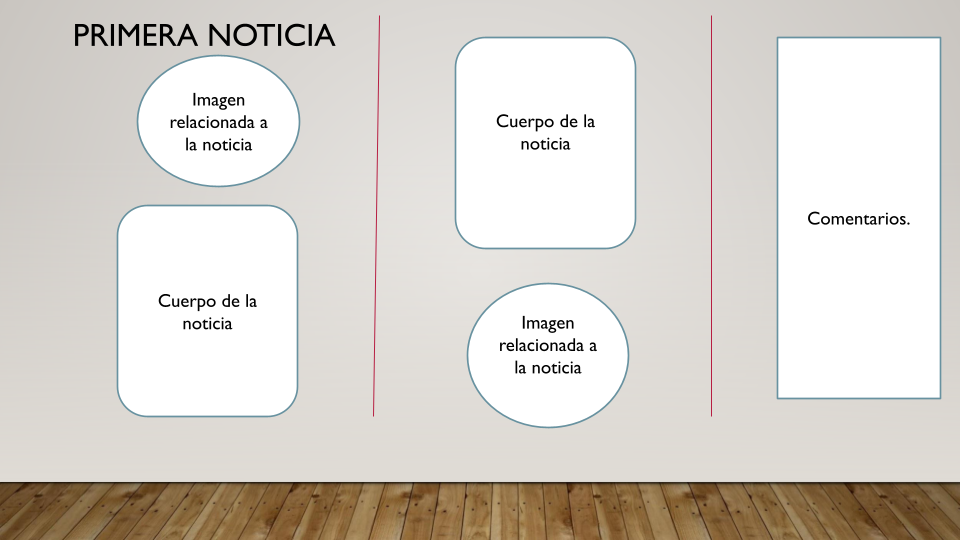 PRIMERA NOTICIA
Imagen
relacionada a
la noticia
Cuerpo de la
noticia
Cuerpo de la
noticia
Imagen
relacionada a
la noticia
Comentarios.